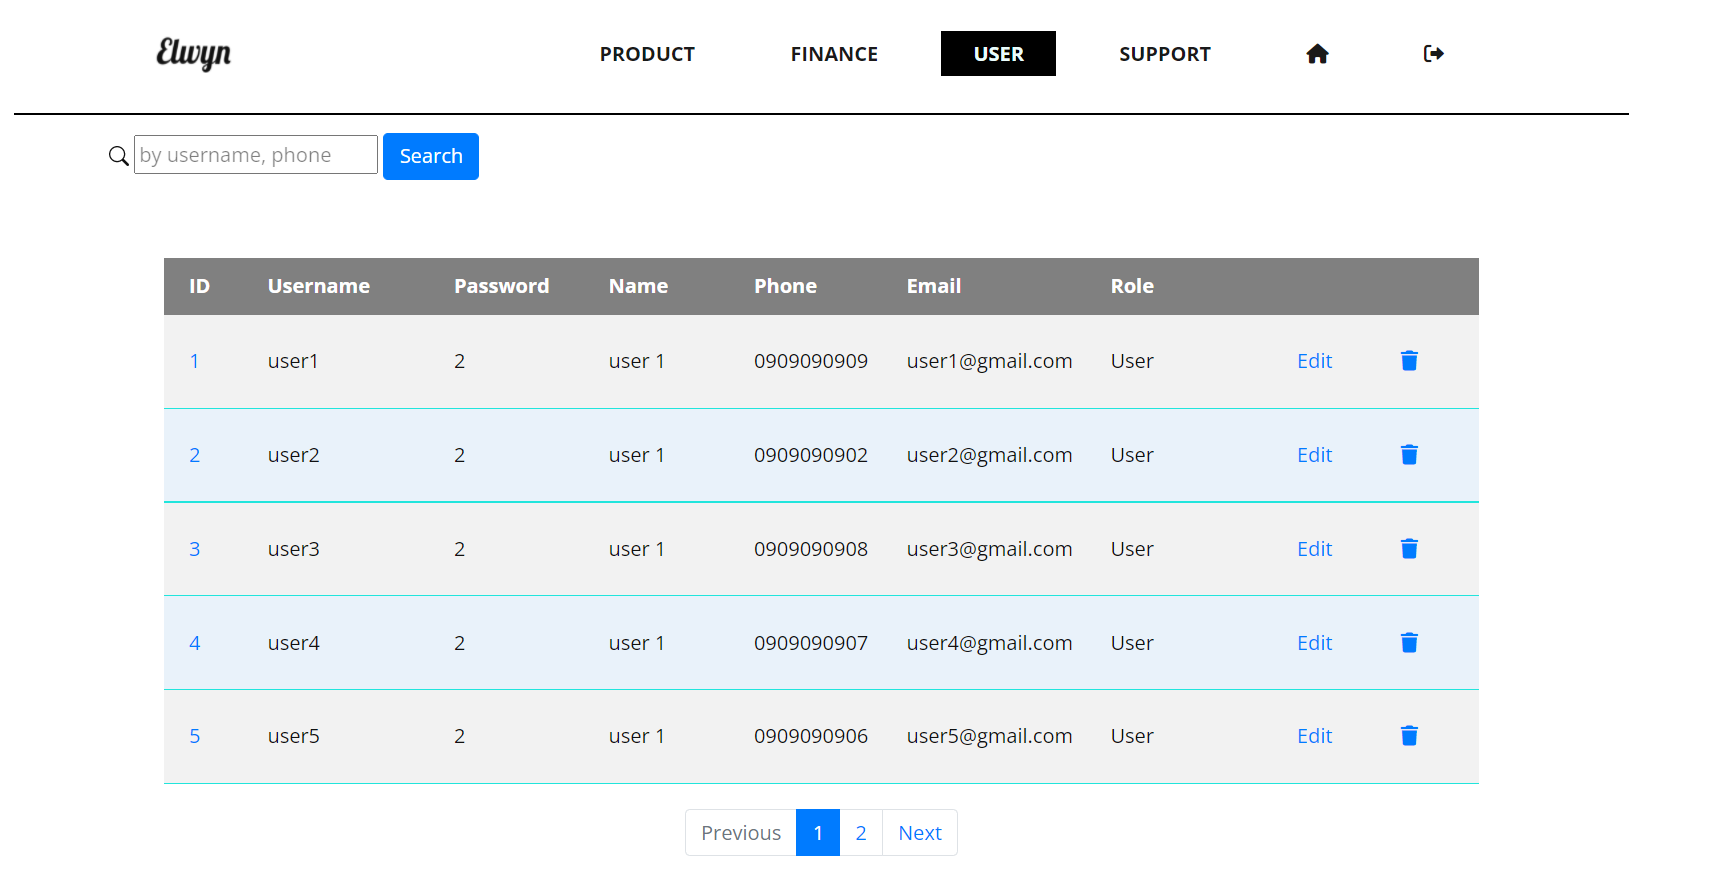 Elwyn PRODUCT FINANCE USER SUPPORT
by username, phone Search
ID Username Password Name Phone Email Role
1 user1 2 user 1 0909090909 user1@gmail.com User Edit
2 user2 2 user 1 0909090902 user2@gmail.com User Edit
3 user3 2 user 1 0909090908 user3@gmail.com User Edit
4 user4 2 user 1 0909090907 user4@gmail.com User Edit
5 user5 2 user 1 0909090906 user5@gmail.com User Edit
Previous 1 2 Next